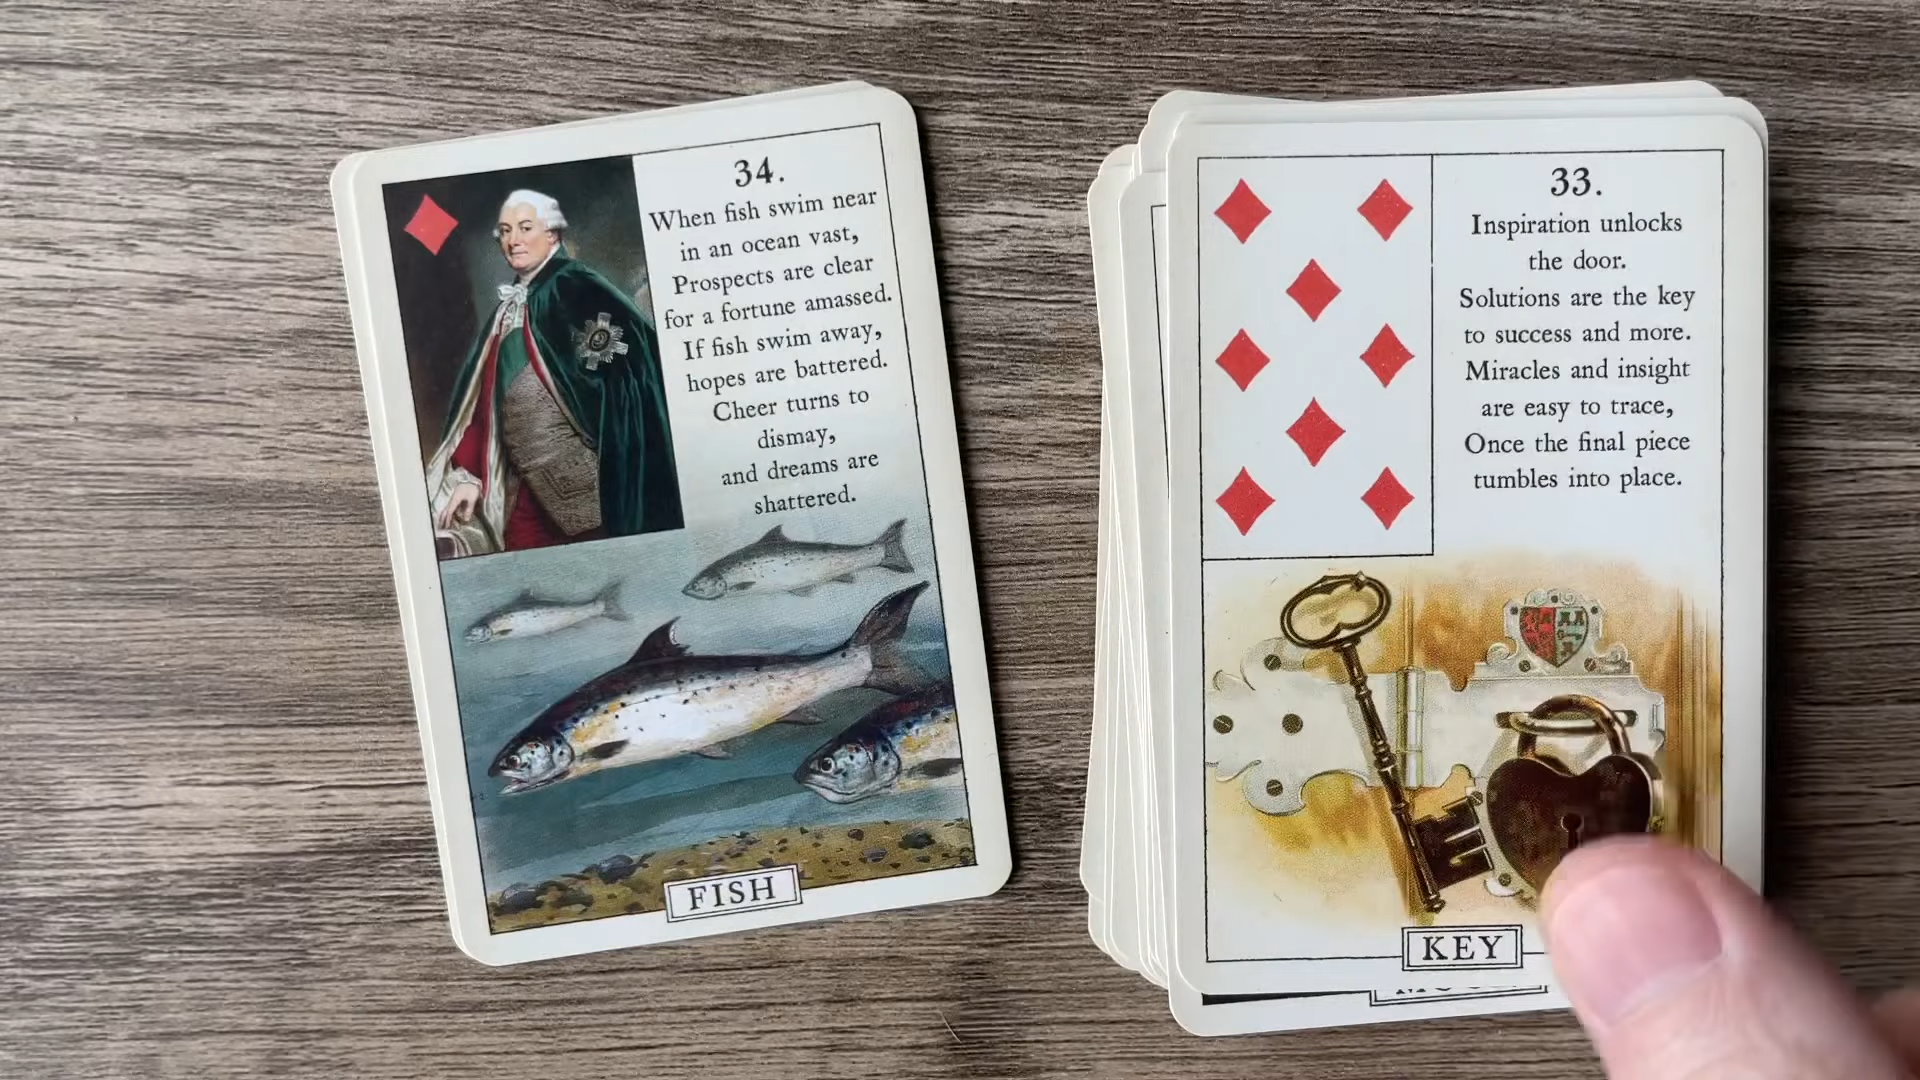 34.
When fish swim near
in an ocean vast,
Prospects are clear
for a fortune amassed.
If fish swim away,
hopes are battered.
Cheer turns to
dismay,
and dreams are
shattered.
FISH
33.
Inspiration unlocks
the door.
Solutions are the key
to success and more.
Miracles and insight
are easy to trace,
Once the final piece
tumbles into place.
KEY